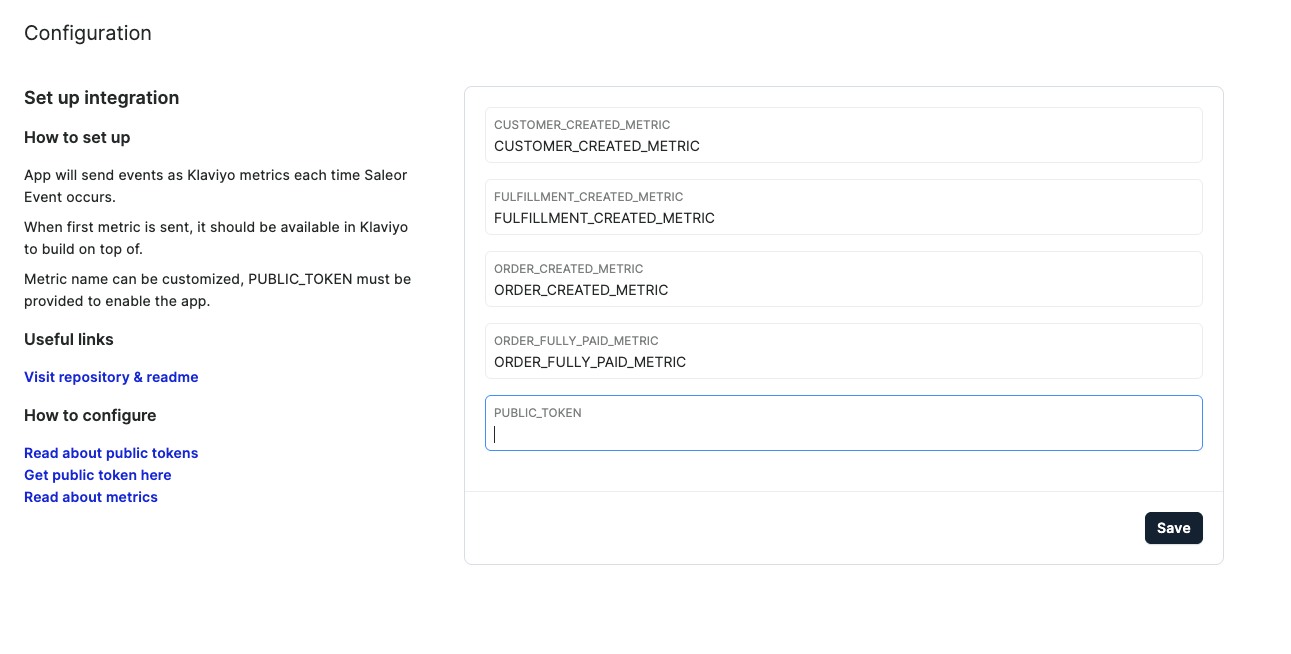 Configuration
Set up integration
How to set up
App will send events as Klaviyo metrics each time Saleor
Event occurs.
When first metric is sent, it should be available in Klaviyo
to build on top of.
Metric name can be customized, PUBLIC_TOKEN must be
provided to enable the app.
Useful links
Visit repository & readme
How to configure
Read about public tokens
Get public token here
Read about metrics
CUSTOMER_CREATED_METRIC
CUSTOMER_CREATED_METRIC
FULFILLMENT_CREATED_METRIC
FULFILLMENT_CREATED_METRIC
ORDER_CREATED_METRIC
ORDER_CREATED_METRIC
ORDER_FULLY_PAID_METRIC
ORDER_FULLY_PAID_METRIC
PUBLIC_TOKEN
Save